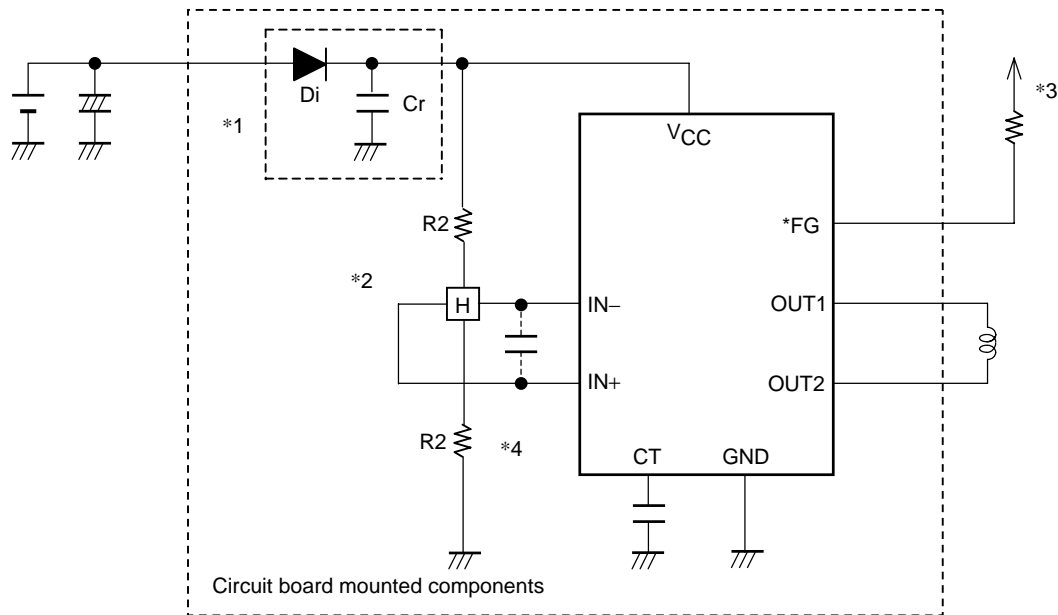 Di
Cr
*1
*3
VCC
R2
*FG
*2
H
IN−
OUT1
IN+
OUT2
R2
*4
CT
GND
Circuit board mounted components